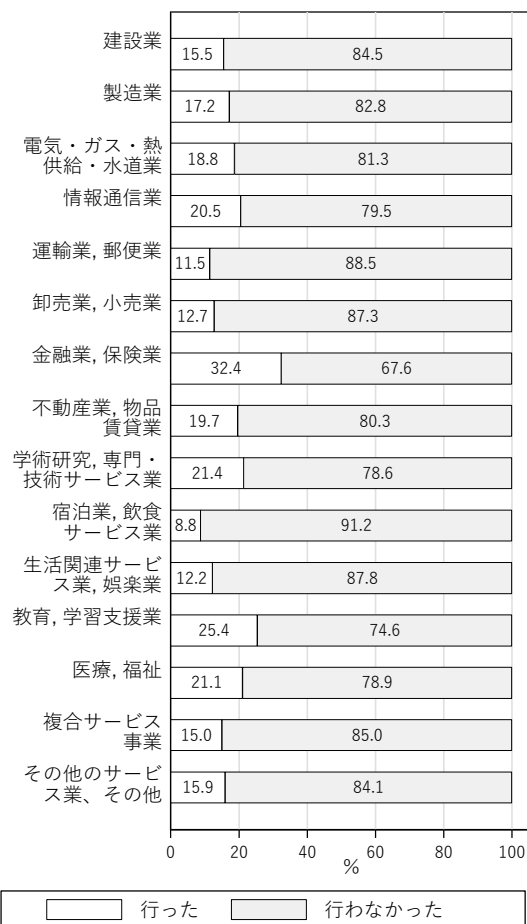 建設業
15.5 84.5
製造業
17.2 82.8
電気・ガス・熱
供給・水道業
18.8 81.3
情報通信業
20.5 79.5
運輸業, 郵便業
11.5 88.5
卸売業, 小売業
12.7 87.3
金融業, 保険業
32.4 67.6
不動産業, 物品
賃貸業
19.7 80.3
学術研究, 専門・
技術サービス業
21.4 78.6
宿泊業, 飲食
サービス業
8.8 91.2
生活関連サービ
ス業, 娯楽業
12.2 87.8
教育, 学習支援業
25.4 74.6
医療, 福祉
21.1 78.9
複合サービス
事業
15.0 85.0
その他のサービ
ス業、その他
15.9 84.1
0 20 40 60 80 100
%
行った 行わなかった